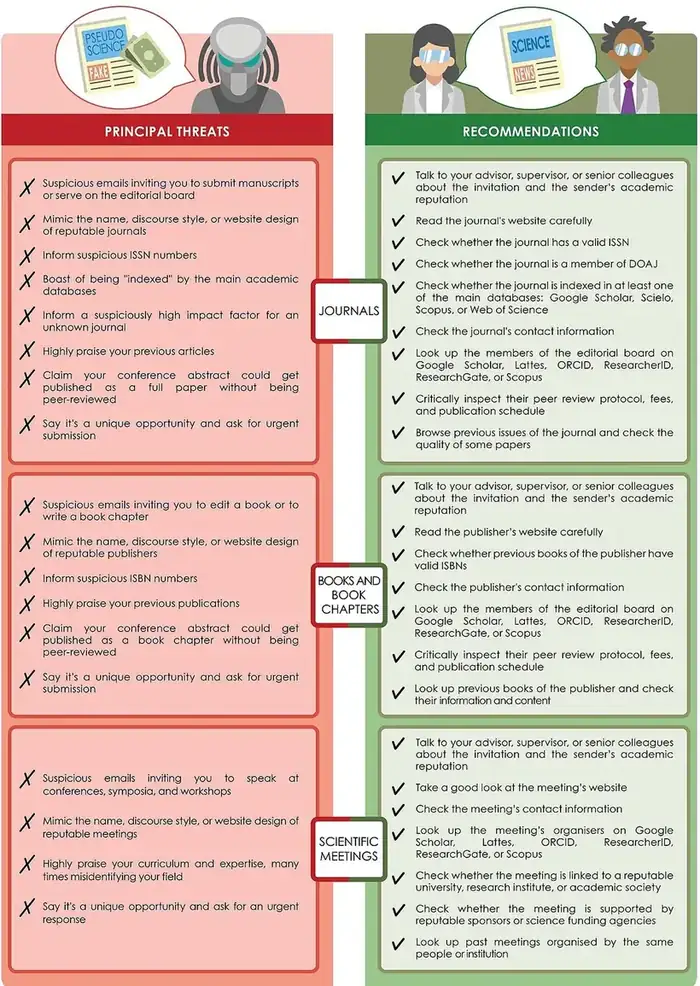 PSEUDO
SCIENCE
FAKE
SCIENCE
NEWS
PRINCIPAL THREATS
RECOMMENDATIONS
JOURNALS
✗ Suspicious emails inviting you to submit manuscripts
or serve on the editorial board
✗ Mimic the name, discourse style, or website design
of reputable journals
✗ Inform suspicious ISSN numbers
✗ Boast of being "indexed" by the main academic
databases
✗ Inform a suspiciously high impact factor for an
unknown journal
✗ Highly praise your previous articles
✗ Claim your conference abstract could get
published as a full paper without being
peer-reviewed
✗ Say it's a unique opportunity and ask for urgent
submission
✓ Talk to your advisor, supervisor, or senior colleagues
about the invitation and the sender's academic
reputation
✓ Read the journal's website carefully
✓ Check whether the journal has a valid ISSN
✓ Check whether the journal is a member of DOAJ
✓ Check whether the journal is indexed in at least one
of the main databases: Google Scholar, Scielo,
Scopus, or Web of Science
✓ Check the journal's contact information
✓ Look up the members of the editorial board on
Google Scholar, Lattes, ORCID, ResearcherID,
ResearchGate, or Scopus
✓ Critically inspect their peer review protocol, fees,
and publication schedule
✓ Browse previous issues of the journal and check the
quality of some papers
BOOKS AND
BOOK
CHAPTERS
✗ Suspicious emails inviting you to edit a book or to
write a book chapter
✗ Mimic the name, discourse style, or website design
of reputable publishers
✗ Inform suspicious ISBN numbers
✗ Highly praise your previous publications
✗ Claim your conference abstract could get
published as a book chapter without being
peer-reviewed
✗ Say it's a unique opportunity and ask for urgent
submission
✓ Talk to your advisor, supervisor, or senior colleagues
about the invitation and the sender's academic
reputation
✓ Read the publisher's website carefully
✓ Check whether previous books of the publisher have
valid ISBNs
✓ Check the publisher's contact information
✓ Look up the members of the editorial board on
Google Scholar, Lattes, ORCID, ResearcherID,
ResearchGate, or Scopus
✓ Critically inspect their peer review protocol, fees,
and publication schedule
✓ Look up previous books of the publisher and check
their information and content
SCIENTIFIC
MEETINGS
✗ Suspicious emails inviting you to speak at
conferences, symposia, and workshops
✗ Mimic the name, discourse style, or website design of
reputable meetings
✗ Highly praise your curriculum and expertise, many
times misidentifying your field
✗ Say it's a unique opportunity and ask for an urgent
response
✓ Talk to your advisor, supervisor, or senior colleagues
about the invitation and the sender's academic
reputation
✓ Take a good look at the meeting's website
✓ Check the meeting's contact information
✓ Look up the meeting's organisers on Google
Scholar, Lattes, ORCID, ResearcherID,
ResearchGate, or Scopus
✓ Check whether the meeting is linked to a reputable
university, research institute, or academic society
✓ Check whether the meeting is supported by
reputable sponsors or science funding agencies
✓ Look up past meetings organised by the same
people or institution